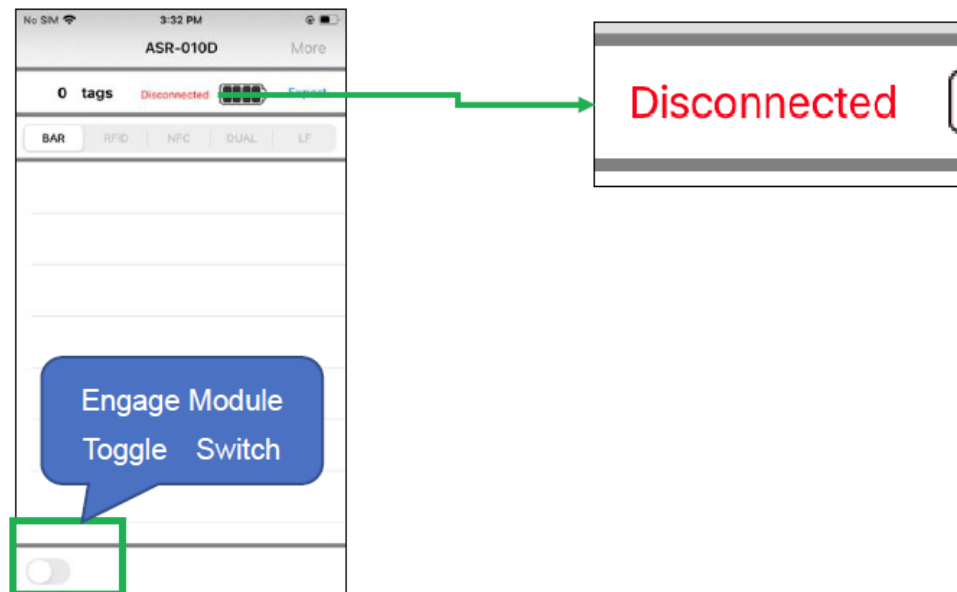 No SIM 3:32 PM
ASR-010D More
0 tags Disconnected Export
BAR RFID NFC DUAL LF
Engage Module
Toggle Switch
Disconnected